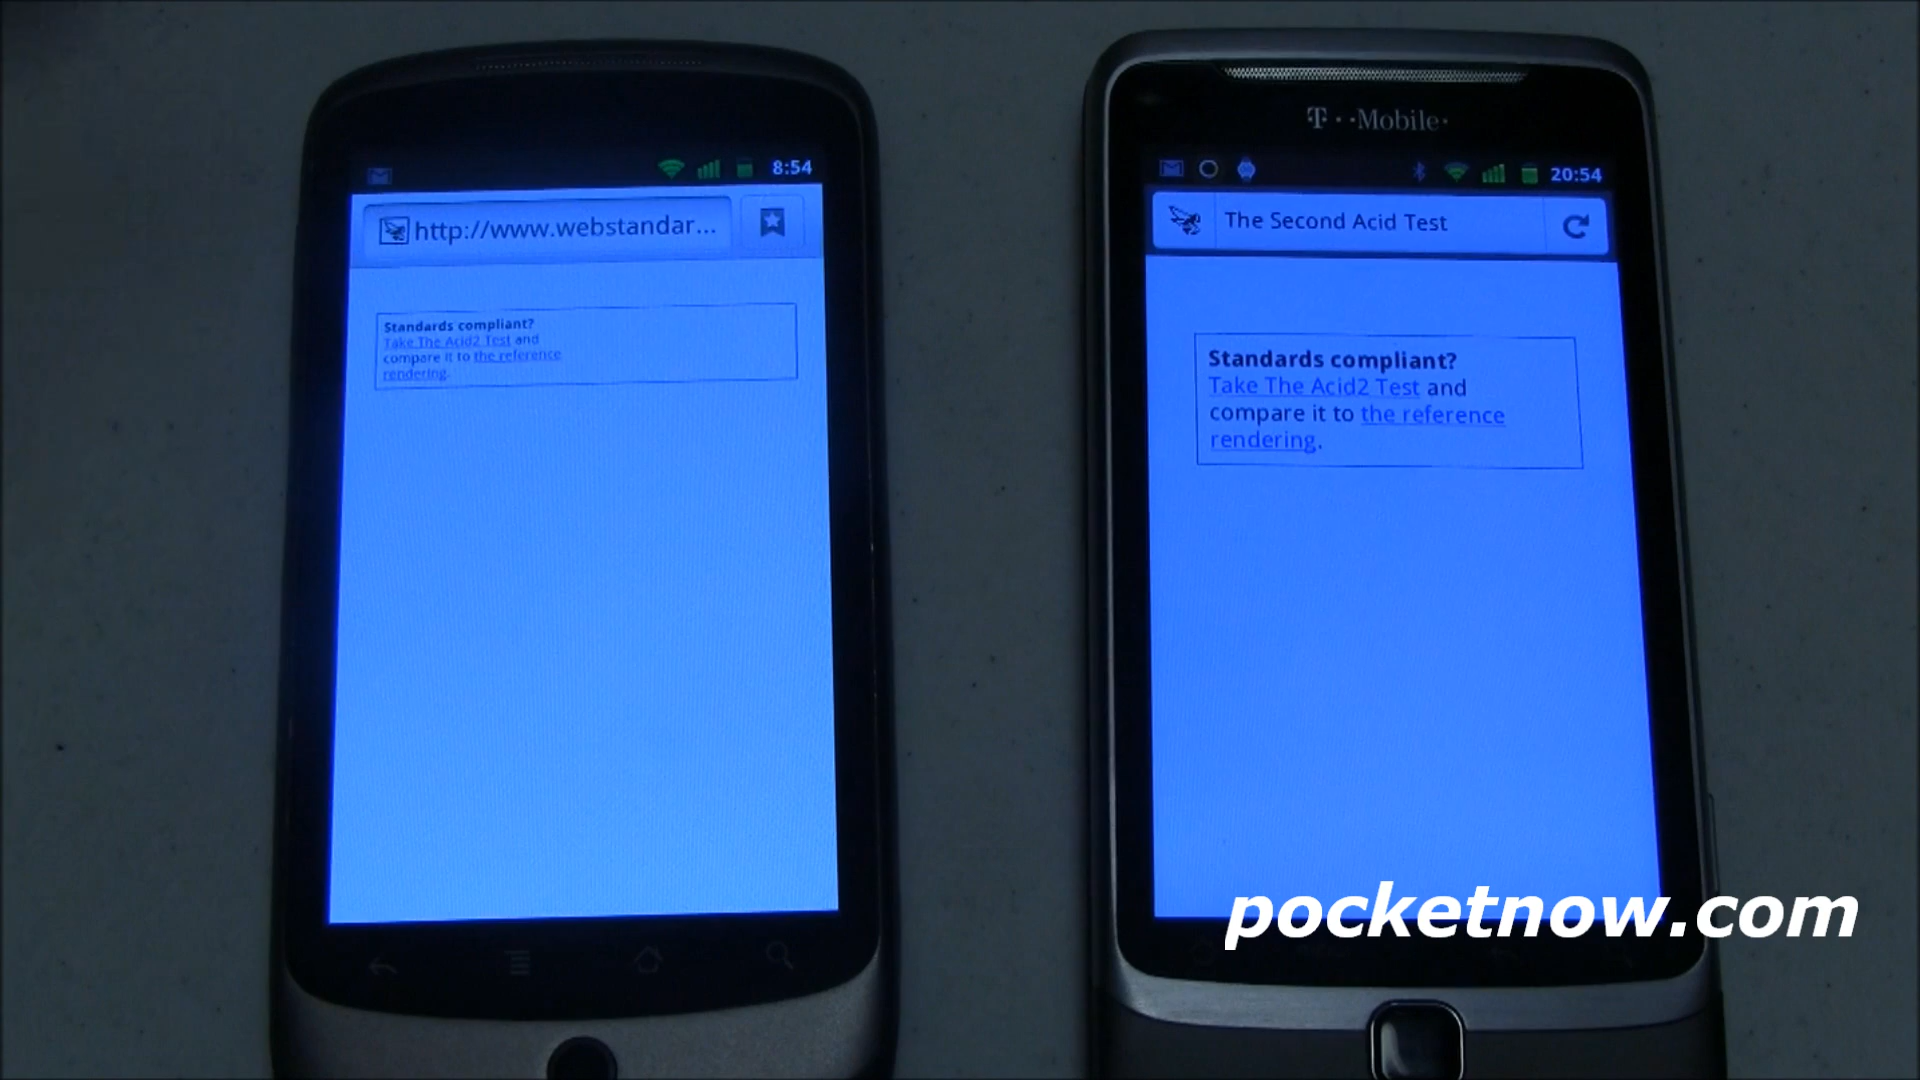 8:54
http://www.webstandar...
Standards compliant?
Take The Acid2 Test and
compare it to the reference
rendering.
T··Mobile·
20:54
The Second Acid Test
Standards compliant?
Take The Acid2 Test and
compare it to the reference
rendering.
pocketnow.com